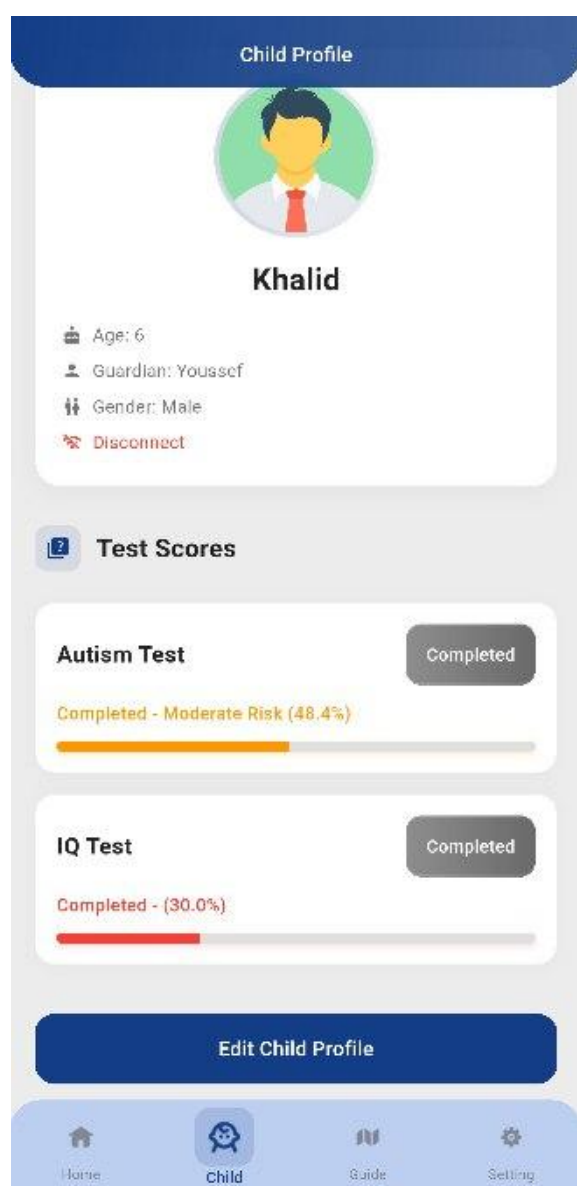 Child Profile
Khalid
Age: 6
Guardian: Youssef
Gender: Male
Disconnect
Test Scores
Autism Test
Completed
Completed - Moderate Risk (48.4%)
IQ Test
Completed
Completed - (30.0%)
Edit Child Profile
Home
Child
Guide
Setting